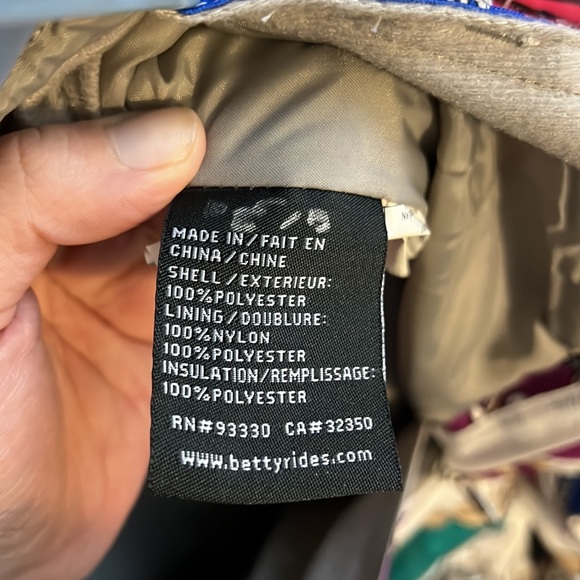 MADE IN/FAIT EN
CHINA/CHINE
SHELL/EXTERIEUR:
100%POLYESTER
LINING/DOUBLURE:
100%NYLON
100%POLYESTER
INSULATION/REMPLISSAGE:
100%POLYESTER
RN#93330 CA#32350
www.bettyrides.com